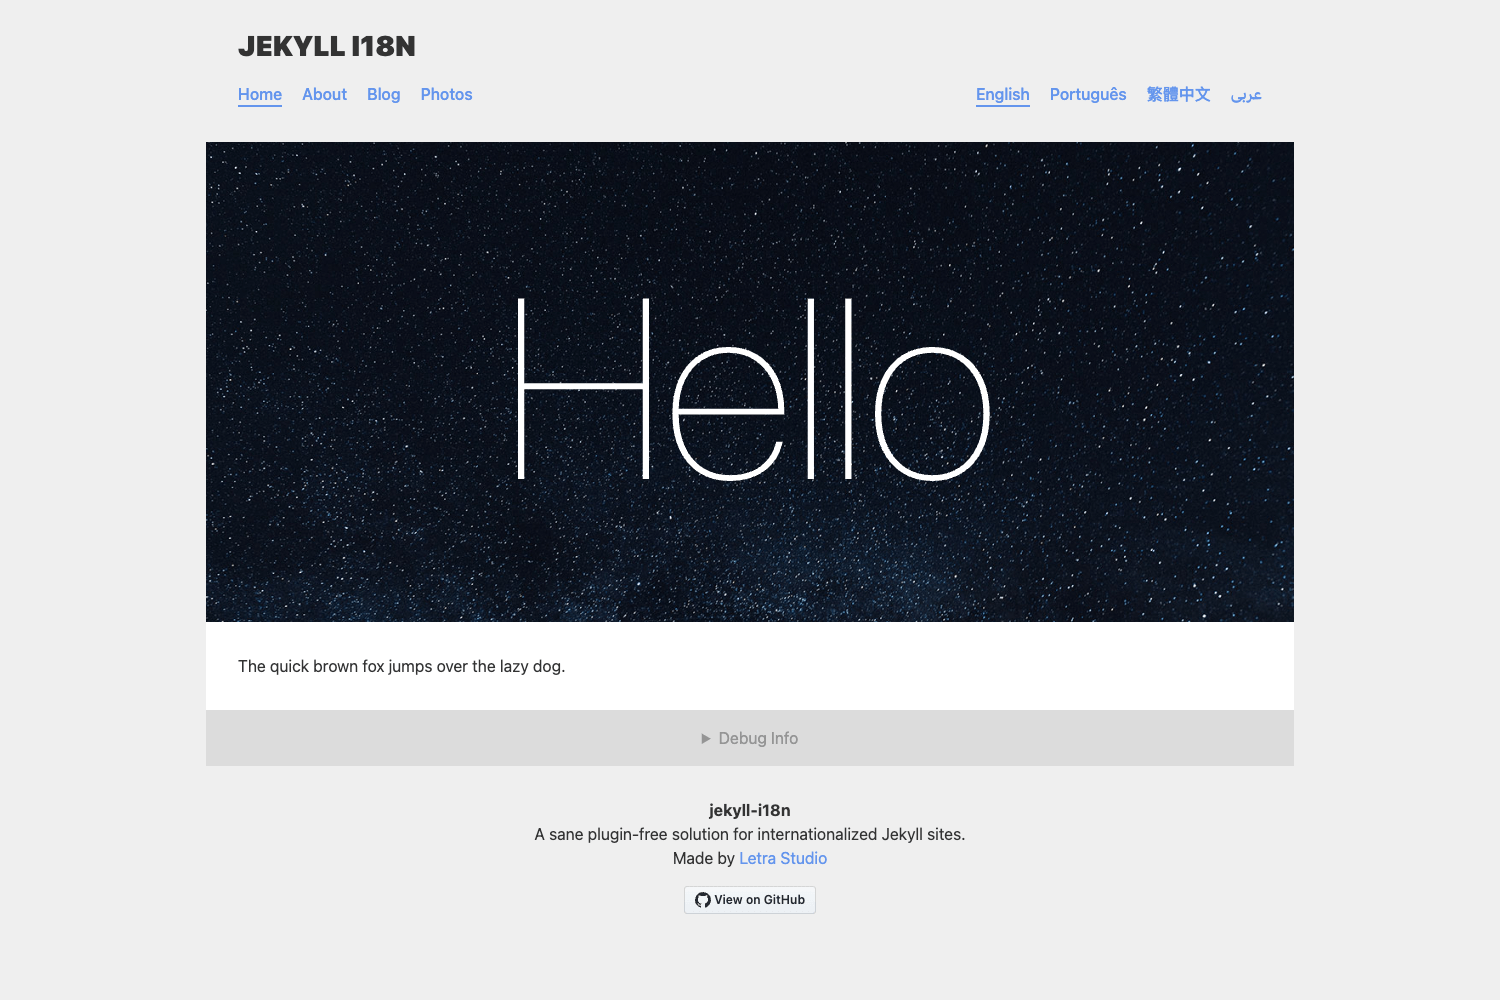 JEKYLL I18N
Home About Blog Photos English Português 繁體中文 عربى
Hello
The quick brown fox jumps over the lazy dog.
Debug Info
jekyll-i18n
A sane plugin-free solution for internationalized Jekyll sites.
Made by Letra Studio
View on GitHub